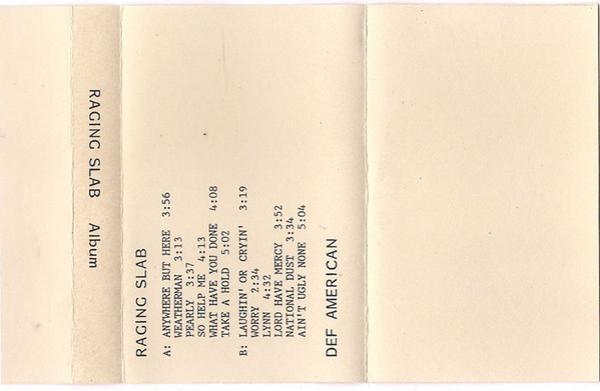 RAGING SLAB Album
RAGING SLAB
A: ANYWHERE BUT HERE 3:56
WEATHERMAN 3:13
PEARLY 3:37
SO HELP ME 4:13
WHAT HAVE YOU DONE 4:08
TAKE A HOLD 5:02
B: LAUGHIN' OR CRYIN' 3:19
WORRY 2:34
LYNN 4:32
LORD HAVE MERCY 3:52
NATIONAL DUST 3:34
AIN'T UGLY NONE 5:04
DEF AMERICAN